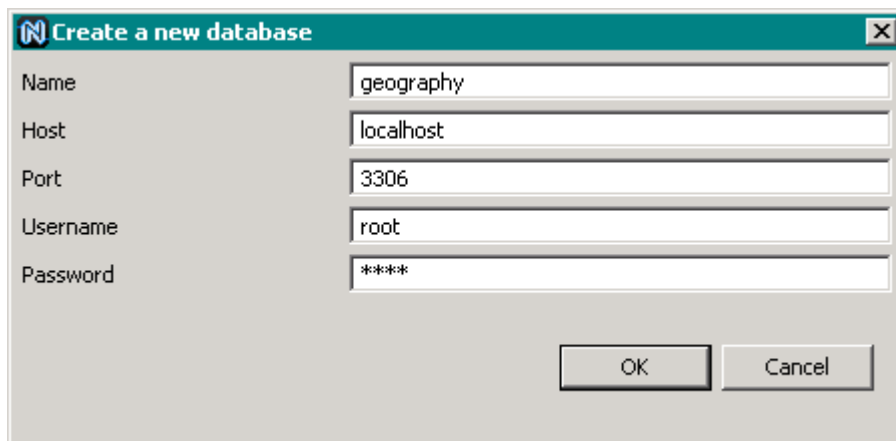 Create a new database
Name geography
Host localhost
Port 3306
Username root
Password ****
OK Cancel